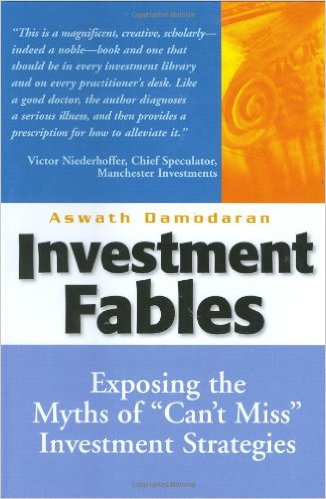 "This is a magnificent, creative, scholarly—
indeed a noble—book and one that
should be in every investment library
and on every practitioner's desk. Like
a good doctor, the author diagnoses
a serious illness, and then provides a
prescription for how to alleviate it."
Victor Niederhoffer, Chief Speculator,
Manchester Investments
Aswath Damodaran
Investment
Fables
Exposing the
Myths of "Can't Miss"
Investment Strategies